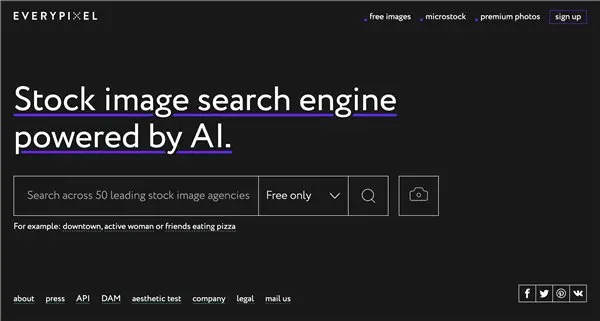 EVERYPIXEL
free images
microstock
premium photos
sign up
Stock image search engine
powered by AI.
Search across 50 leading stock image agencies
Free only
For example: downtown, active woman or friends eating pizza
about
press
API
DAM
aesthetic test
company
legal
mail us